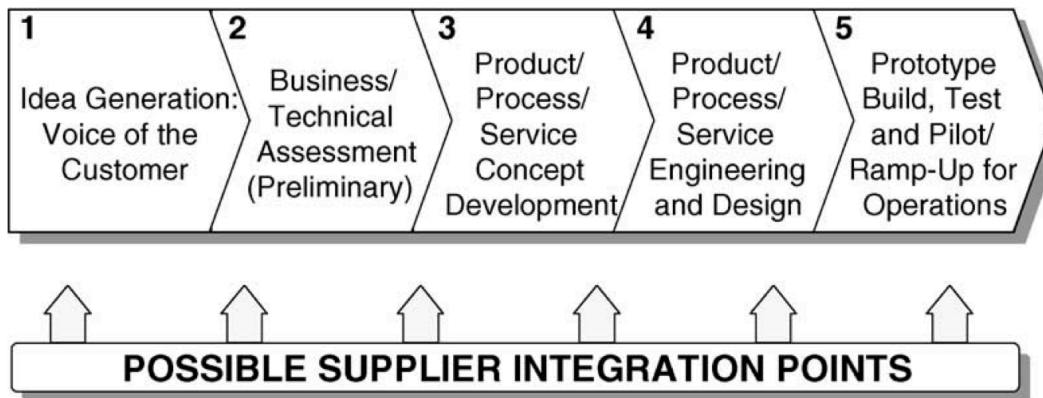 1
Idea Generation:
Voice of the
Customer
2
Business/
Technical
Assessment
(Preliminary)
3
Product/
Process/
Service
Concept
Development
4
Product/
Process/
Service
Engineering
and Design
5
Prototype
Build, Test
and Pilot/
Ramp-Up for
Operations
POSSIBLE SUPPLIER INTEGRATION POINTS